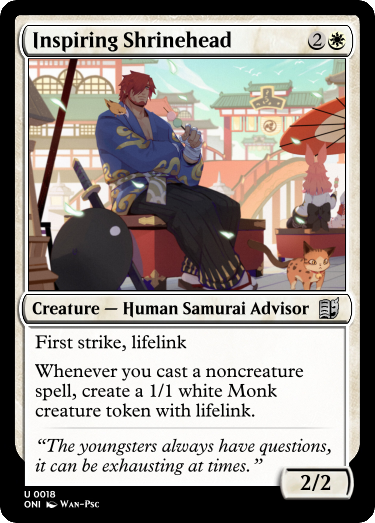 Inspiring Shrinehead 2
Creature — Human Samurai Advisor
First strike, lifelink
Whenever you cast a noncreature
spell, create a 1/1 white Monk
creature token with lifelink.
“The youngsters always have questions,
it can be exhausting at times.”
2/2
U 0018
ONI Wan-Psc